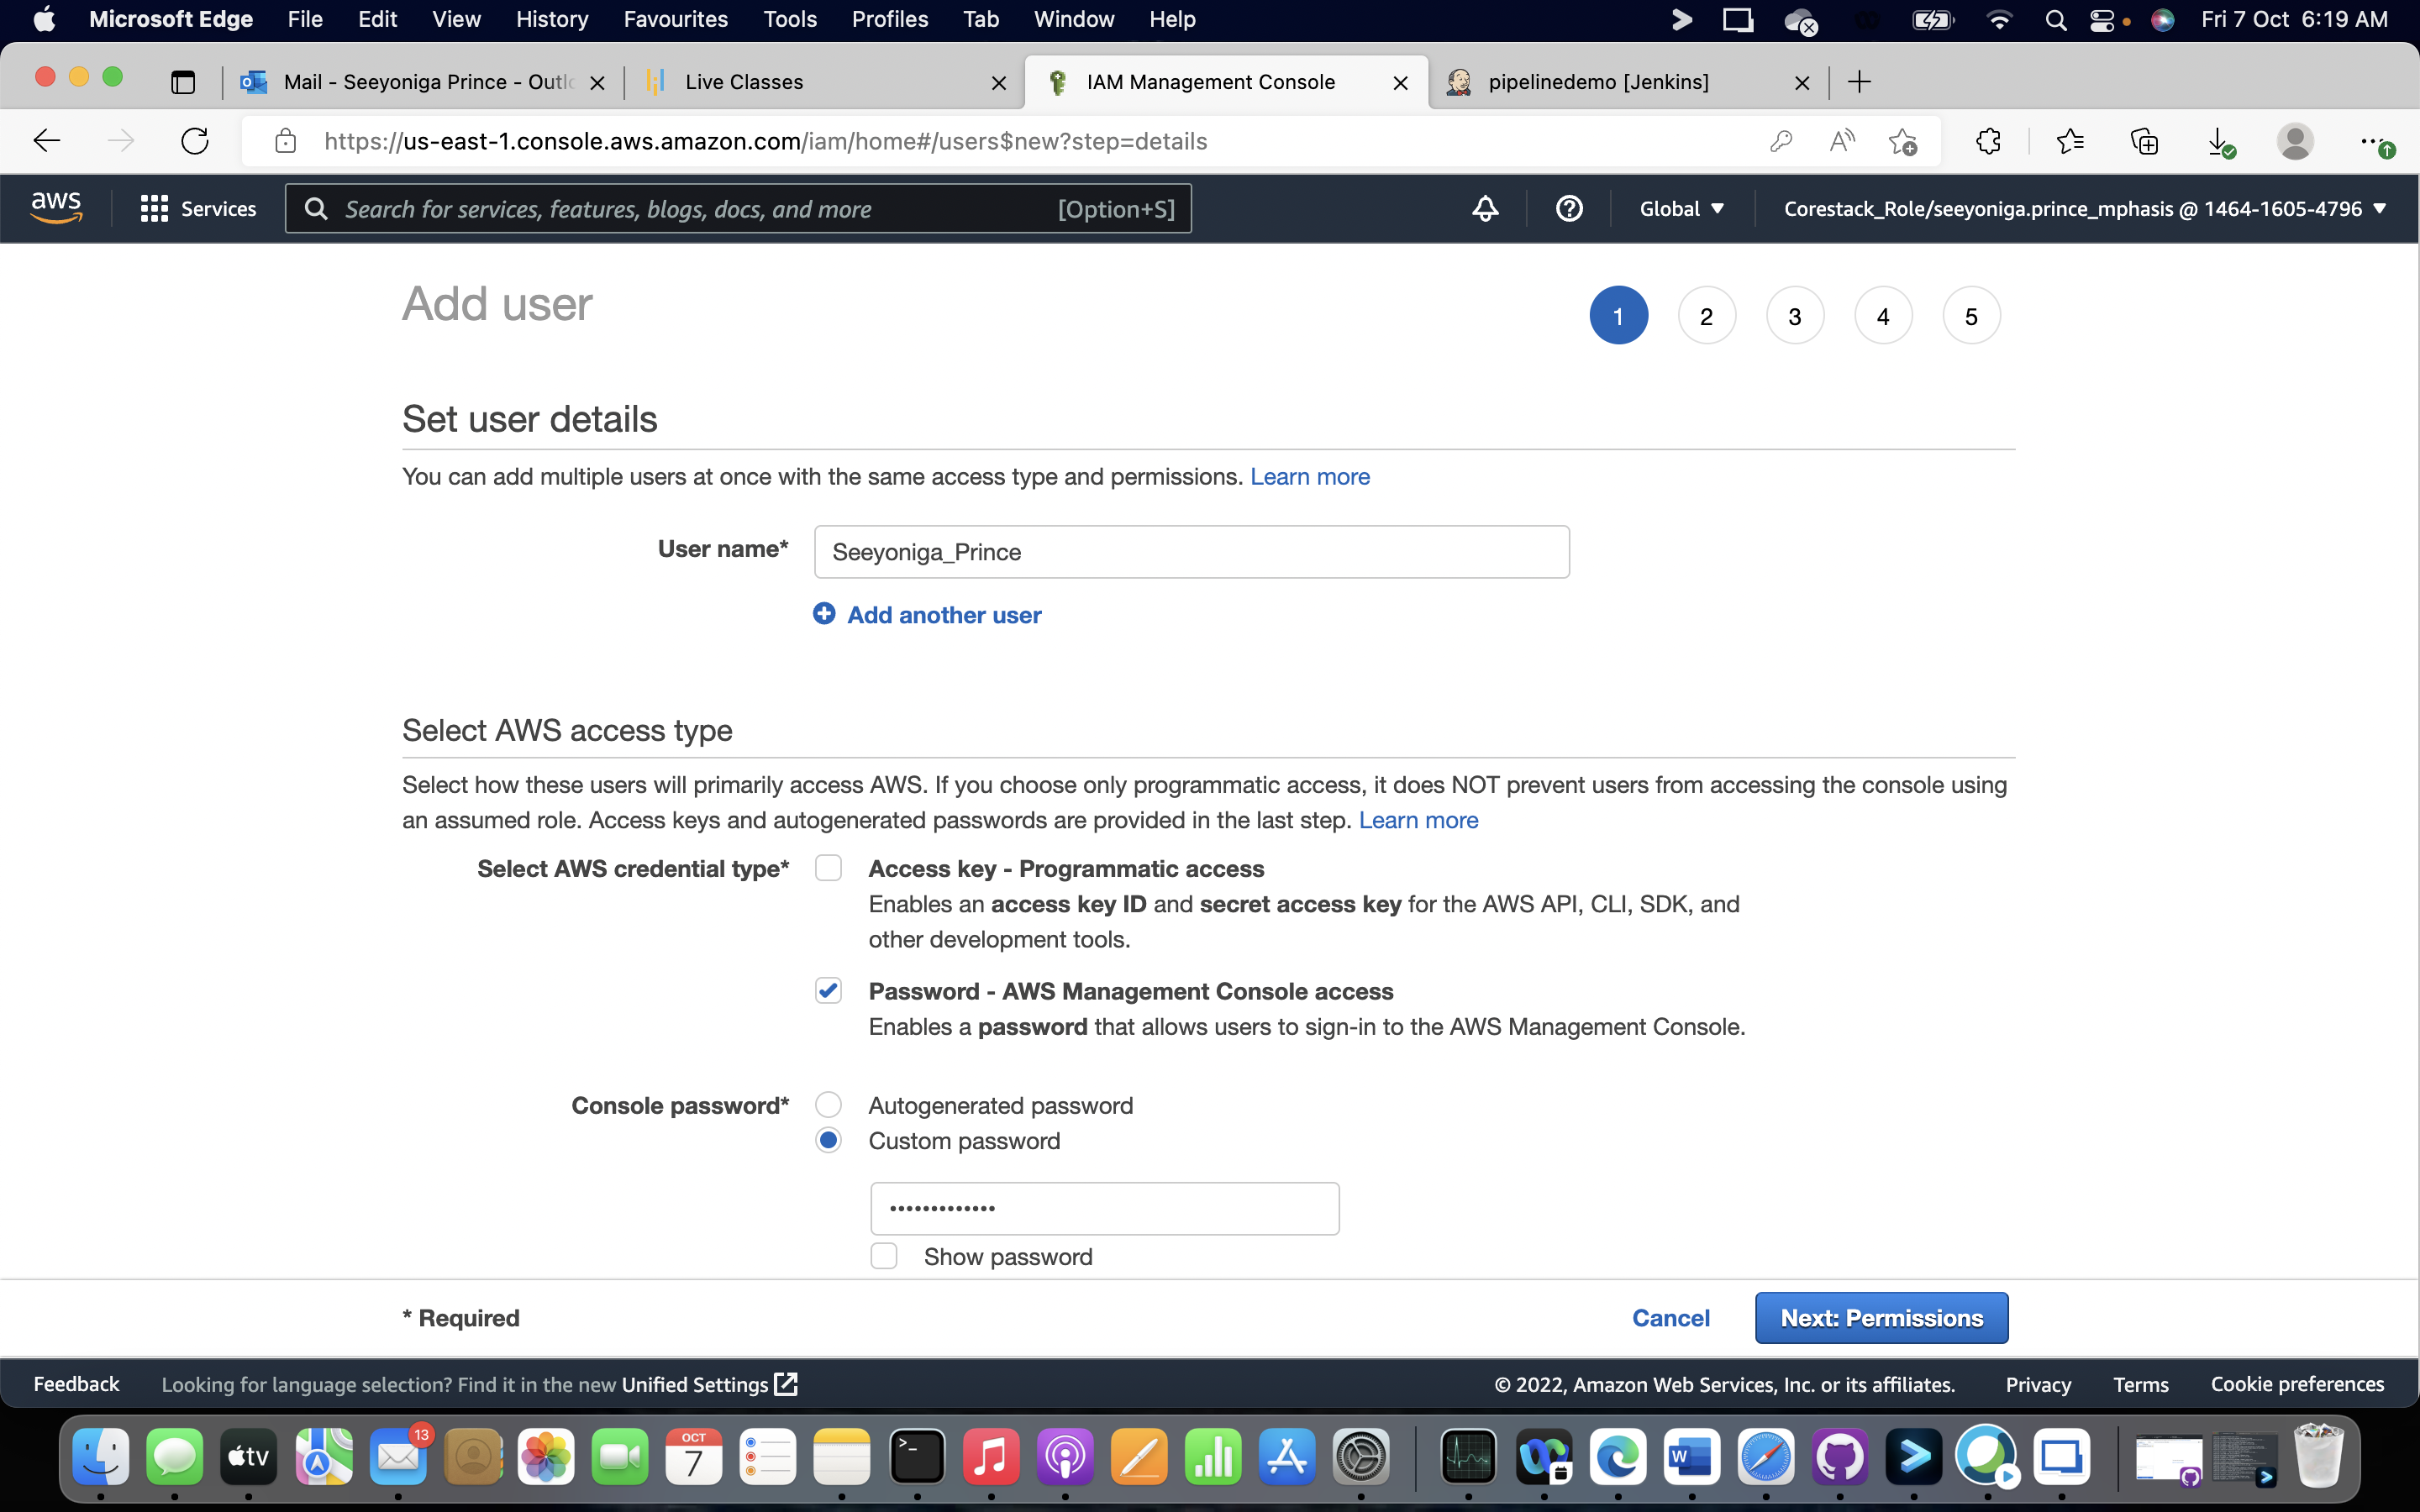 Microsoft Edge File Edit View History Favourites Tools Profiles Tab Window Help Fri 7 Oct 6:19 AM
Mail - Seeyoniga Prince - Outlo Live Classes IAM Management Console pipelinedemo [Jenkins]
https://us-east-1.console.aws.amazon.com/iam/home#/users$new?step=details
aws Services Search for services, features, blogs, docs, and more [Option+S] Global Corestack_Role/seeyoniga.prince_mphasis @ 1464-1605-4796
Add user 1 2 3 4 5
Set user details
You can add multiple users at once with the same access type and permissions. Learn more
User name* Seeyoniga_Prince
Add another user
Select AWS access type
Select how these users will primarily access AWS. If you choose only programmatic access, it does NOT prevent users from accessing the console using
an assumed role. Access keys and autogenerated passwords are provided in the last step. Learn more
Select AWS credential type* Access key - Programmatic access
Enables an access key ID and secret access key for the AWS API, CLI, SDK, and
other development tools.
Password - AWS Management Console access
Enables a password that allows users to sign-in to the AWS Management Console.
Console password* Autogenerated password
Custom password
•••••••••••••
Show password
* Required Cancel Next: Permissions
Feedback Looking for language selection? Find it in the new Unified Settings © 2022, Amazon Web Services, Inc. or its affiliates. Privacy Terms Cookie preferences
tv 13 OCT 7 W